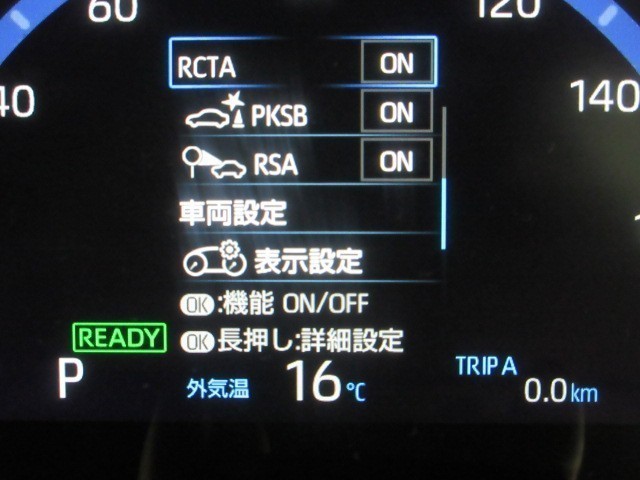 60
120
40
140
RCTA ON
PKSB ON
RSA ON
車両設定
表示設定
OK:機能 ON/OFF
OK長押し:詳細設定
READY
P
外気温 16℃
TRIP A
0.0km